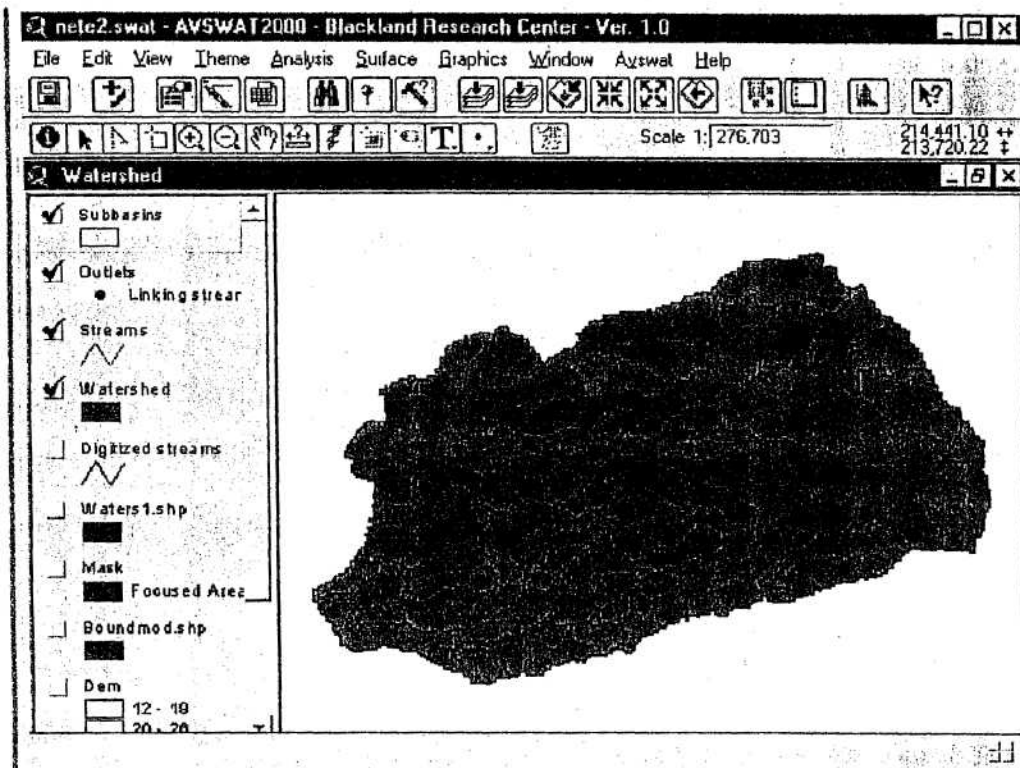 nete2.swat - AVSWAT2000 - Blackland Research Center - Ver. 1.0
File Edit View Theme Analysis Surface Graphics Window Avswat Help
Scale 1: 276,703
214,441.10
213,720.22
Watershed
Subbasins
Outlets
Linking strear
Streams
Watershed
Digitized streams
Waters1.shp
Mask
Focused Area
Boundmod.shp
Dem
12 - 19
20 - 26